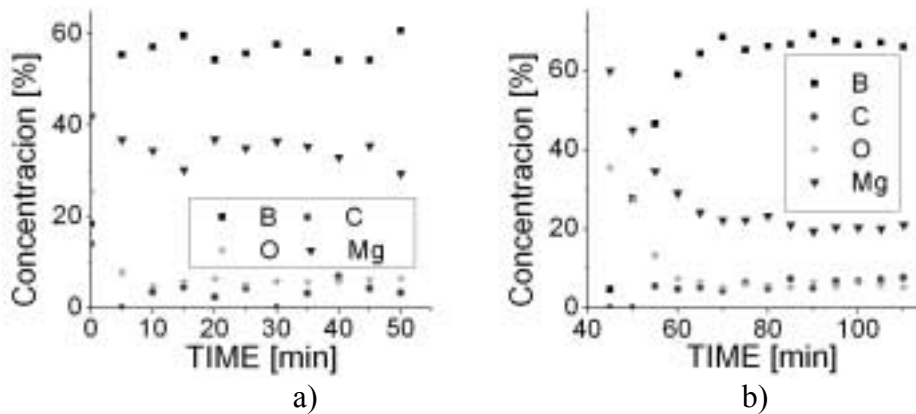 Concentracion [%]
60
40
20
0
B
C
O
Mg
0 10 20 30 40 50
TIME [min]
a)
Concentracion [%]
60
40
20
0
B
C
O
Mg
40 60 80 100
TIME [min]
b)